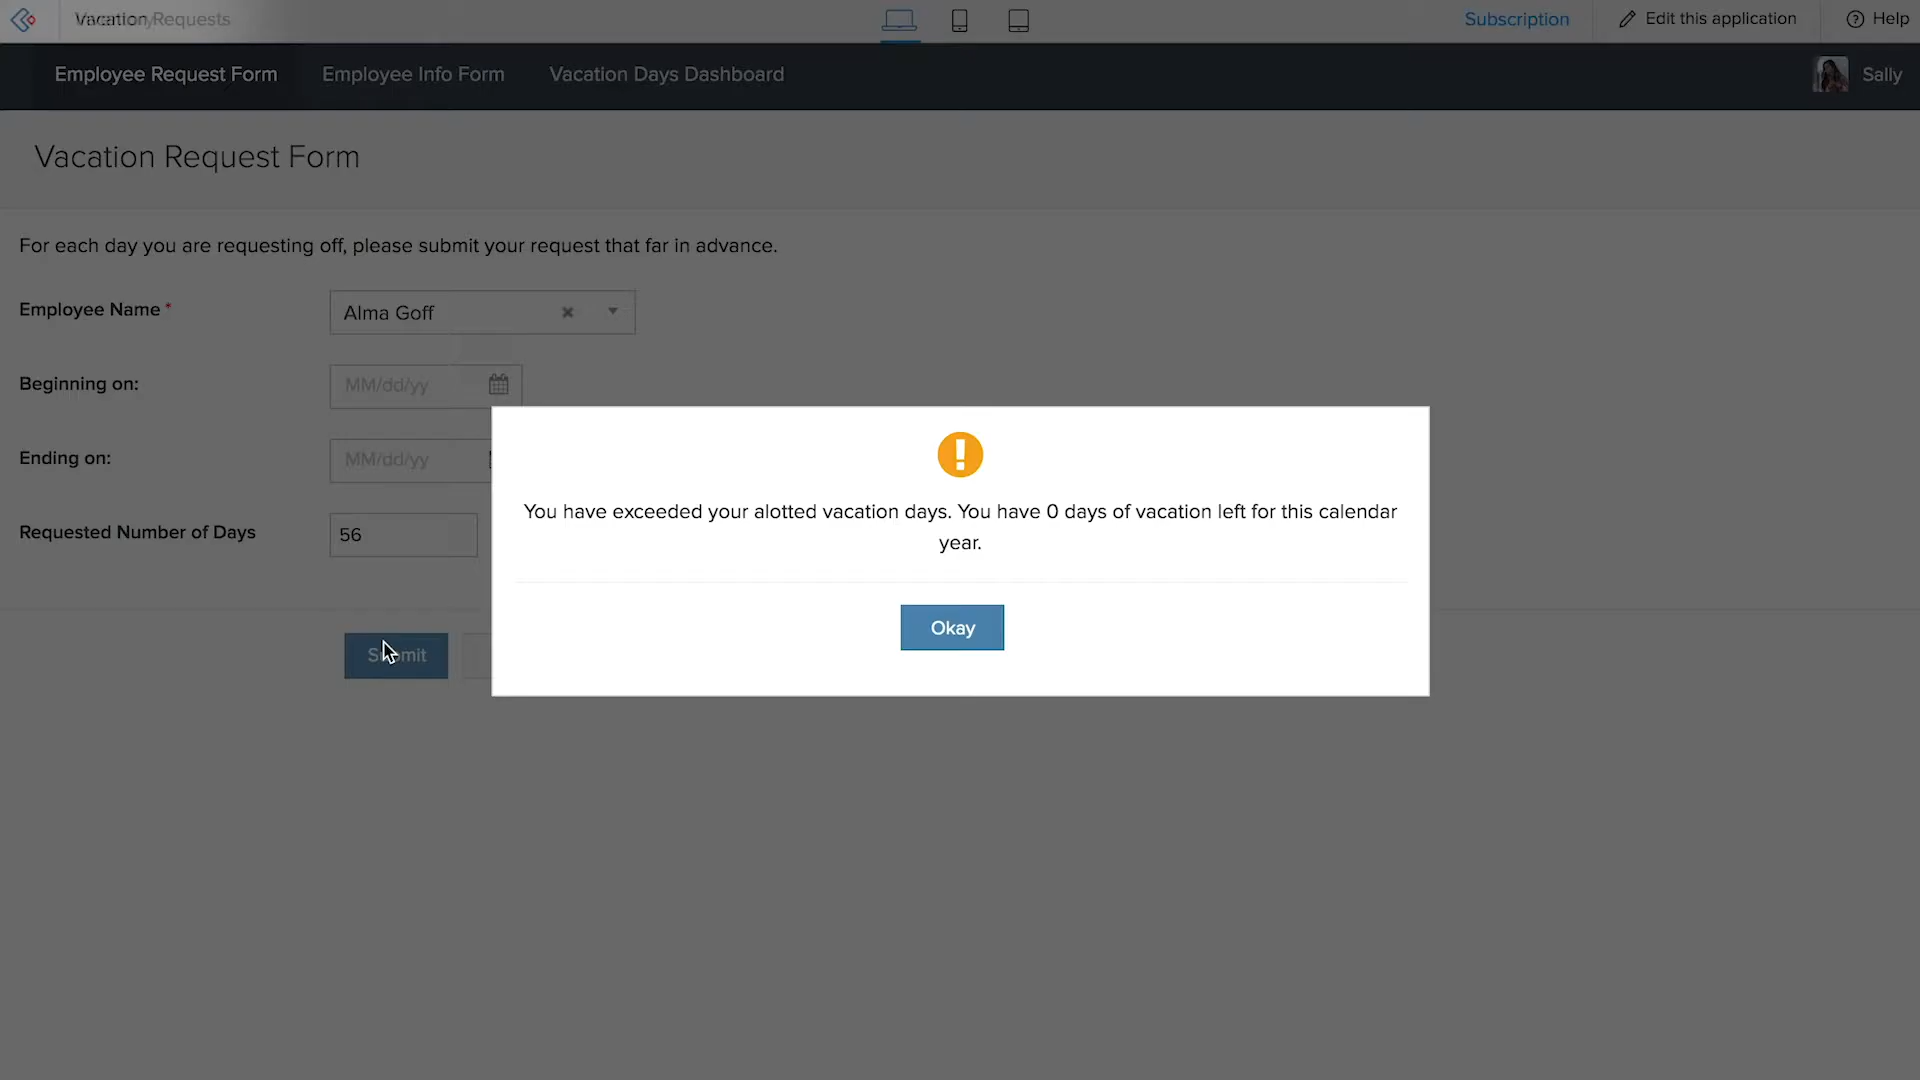 Vacation Requests
Subscription
Edit this application
Help
Employee Request Form
Employee Info Form
Vacation Days Dashboard
Sally
Vacation Request Form
For each day you are requesting off, please submit your request that far in advance.
Employee Name *
Alma Goff
Beginning on:
MM/dd/yy
Ending on:
MM/dd/yy
Requested Number of Days
56
You have exceeded your alotted vacation days. You have 0 days of vacation left for this calendar
year.
Okay
Submit